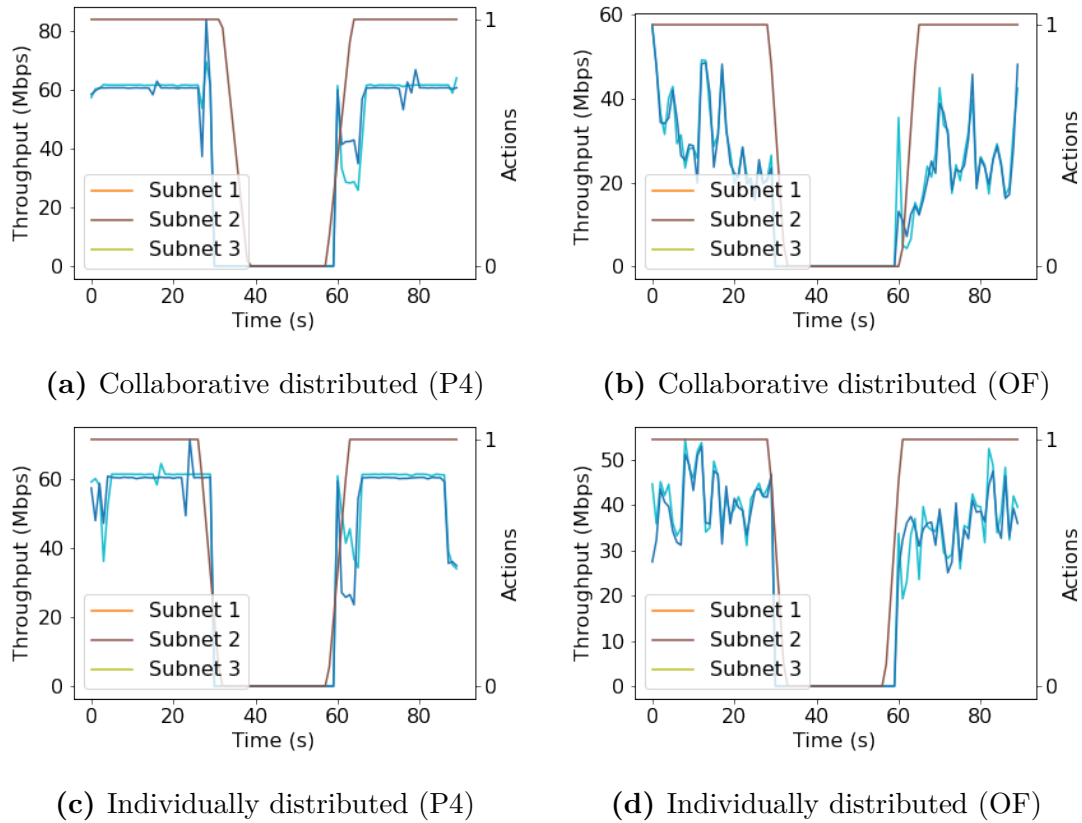 80
60
40
20
0
Throughput (Mbps)
1
0
Actions
Subnet 1
Subnet 2
Subnet 3
0 20 40 60 80
Time (s)
(a) Collaborative distributed (P4)
60
50
40
30
20
10
0
Throughput (Mbps)
1
0
Actions
Subnet 1
Subnet 2
Subnet 3
0 20 40 60 80
Time (s)
(b) Collaborative distributed (OF)
60
40
20
0
Throughput (Mbps)
1
0
Actions
Subnet 1
Subnet 2
Subnet 3
0 20 40 60 80
Time (s)
(c) Individually distributed (P4)
50
40
30
20
10
0
Throughput (Mbps)
1
0
Actions
Subnet 1
Subnet 2
Subnet 3
0 20 40 60 80
Time (s)
(d) Individually distributed (OF)